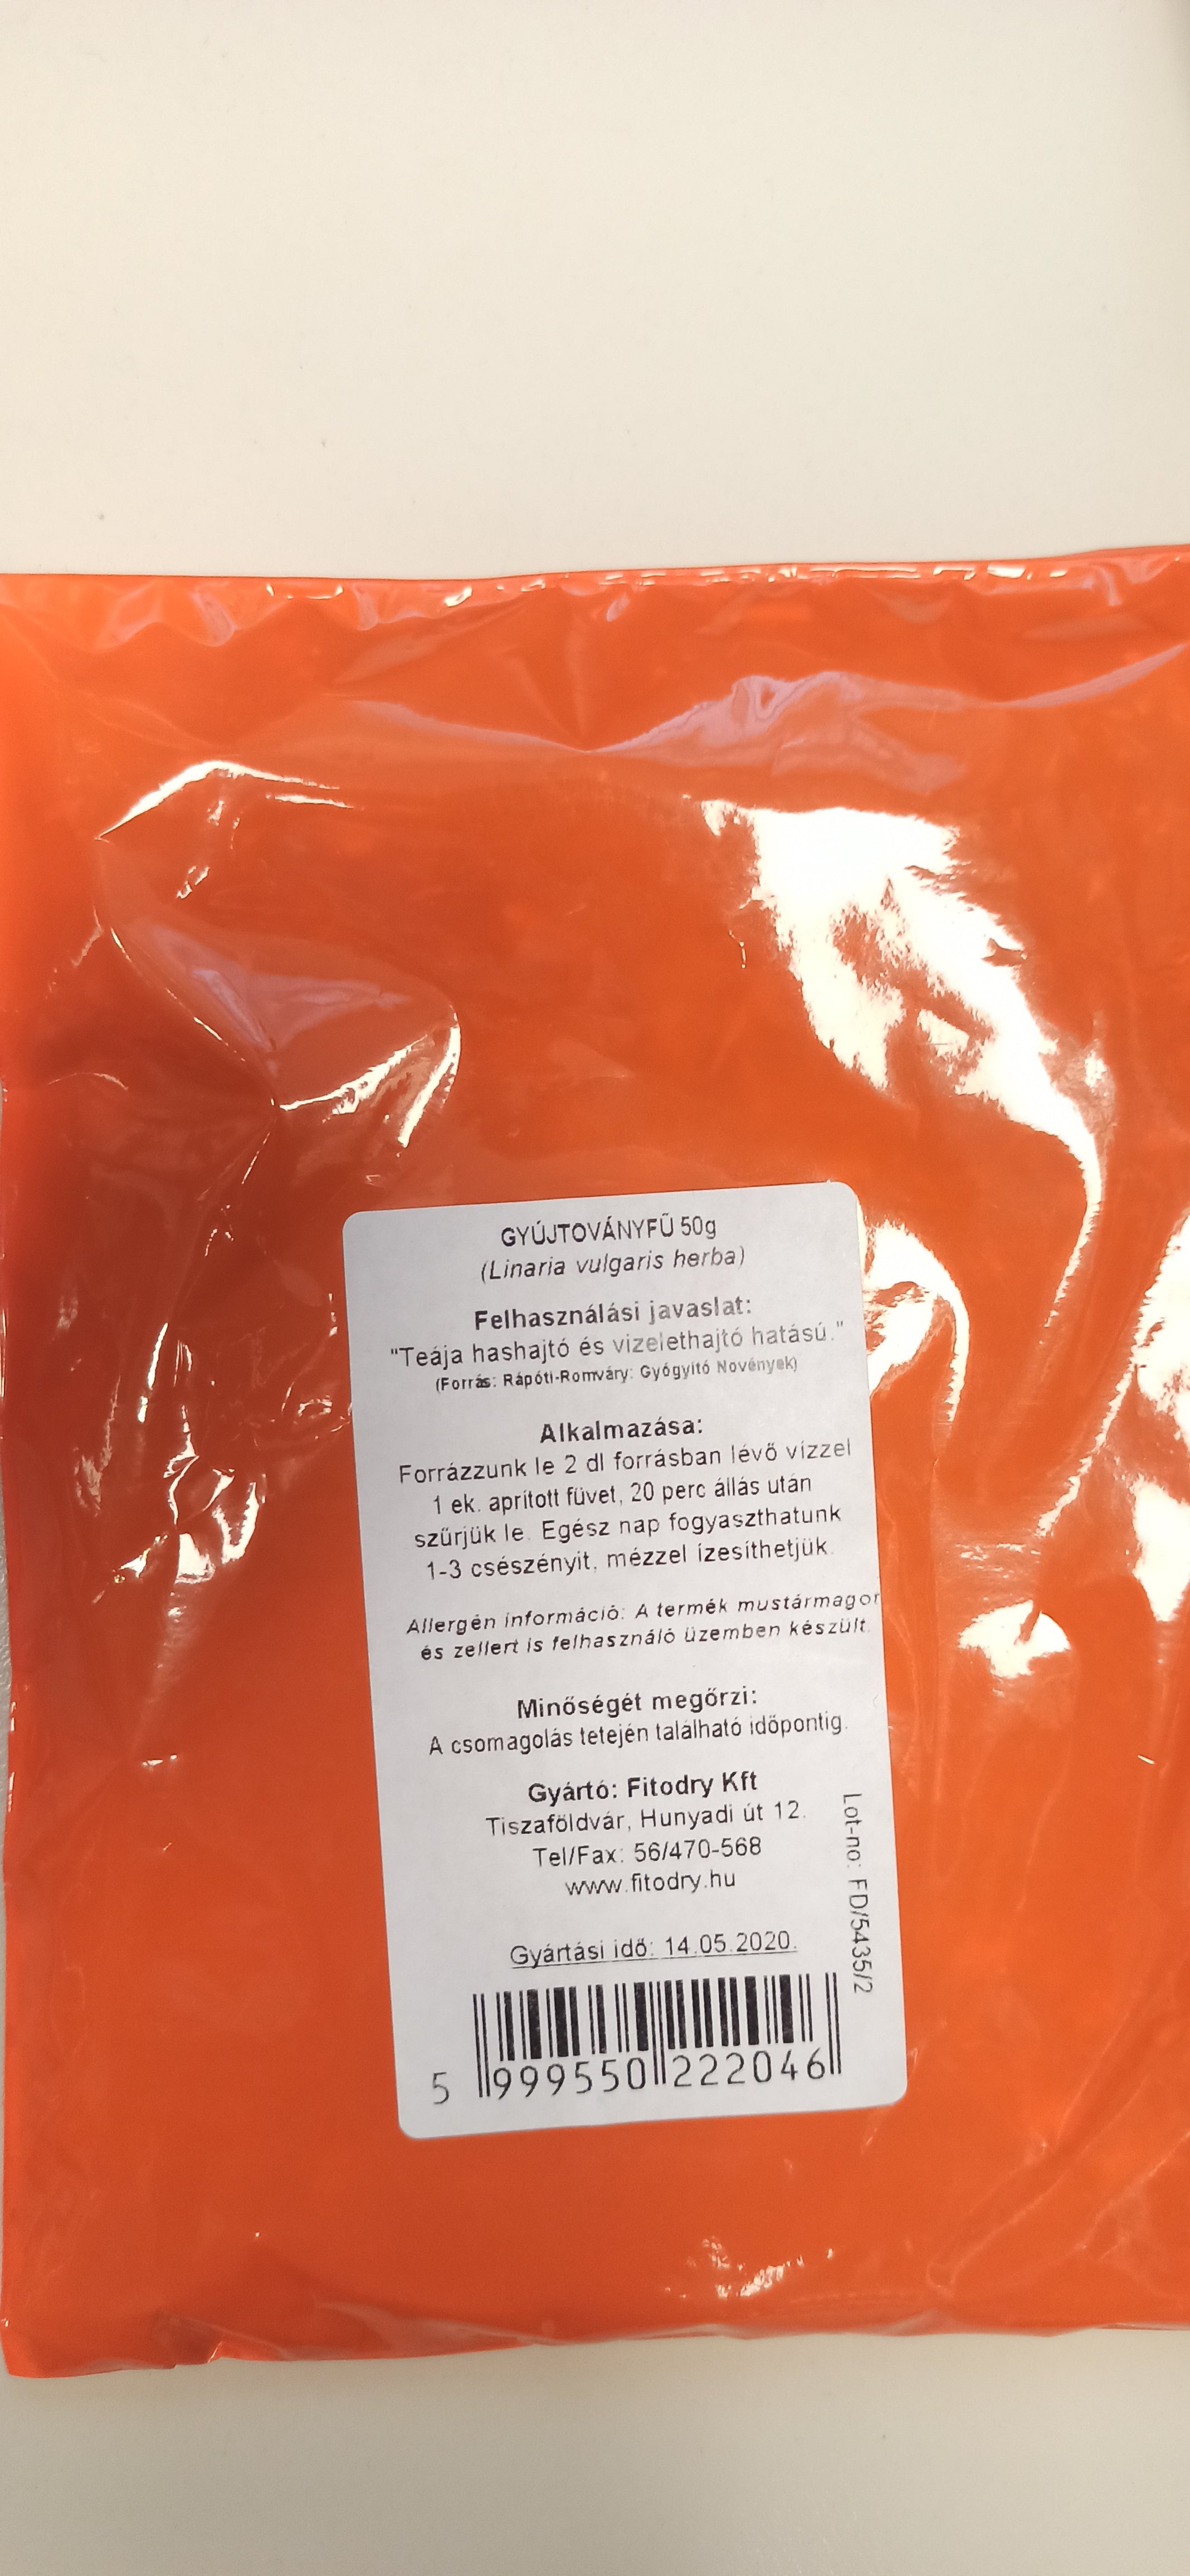 GYÚJTOVÁNYFŰ 50g
(Linaria vulgaris herba)
Felhasználási javaslat:
"Teája hashajtó és vizelethajtó hatású."
(Forrás: Rápóti-Romváry: Gyógyító Novények)
Alkalmazása:
Forrázzunk le 2 dl forrásban lévő vízzel
1 ek. aprított füvet, 20 perc állás után
szűrjük le. Egész nap fogyaszthatunk
1-3 csészényit, mézzel ízesíthetjük.
Allergén információ: A termék mustármagor
és zellert is felhasználó üzemben készült.
Minőségét megőrzi:
A csomagolás tetején található időpontig.
Gyártó: Fitodry Kft
Tiszaföldvár, Hunyadi út 12.
Tel/Fax: 56/470-568
www.fitodry.hu
Lot-no: FD/5435/2
Gyártási idő: 14.05.2020.
5 999550 222046